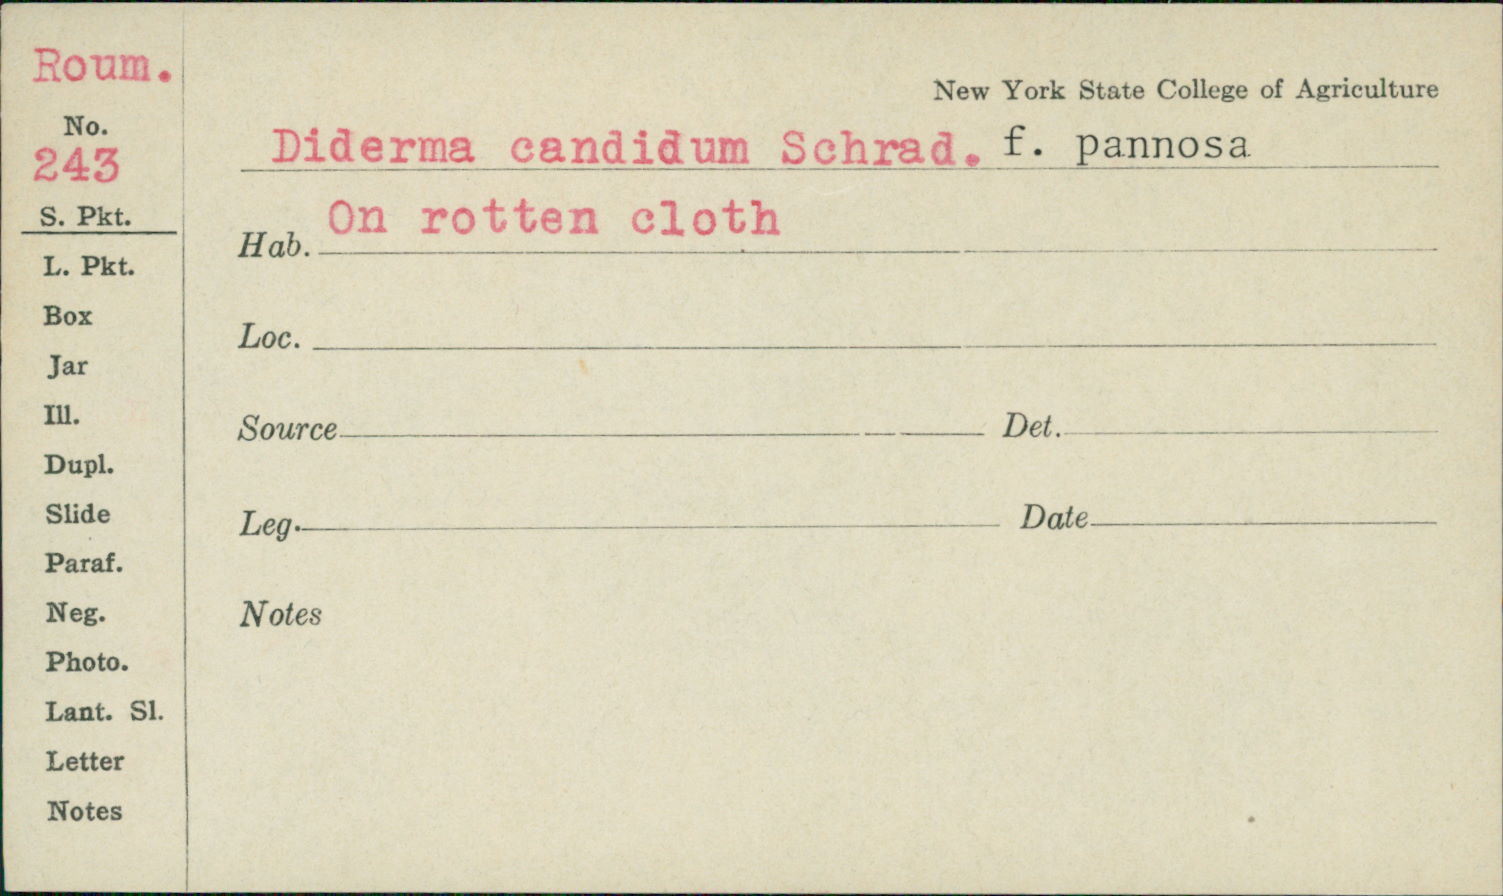 Roum.
No.
243
S. Pkt.
L. Pkt.
Box
Jar
Ill.
Dupl.
Slide
Paraf.
Neg.
Photo.
Lant. Sl.
Letter
Notes
New York State College of Agriculture
Diderma candidum Schrad. f. pannosa
Hab. On rotten cloth
Loc.
Source Det.
Leg. Date
Notes